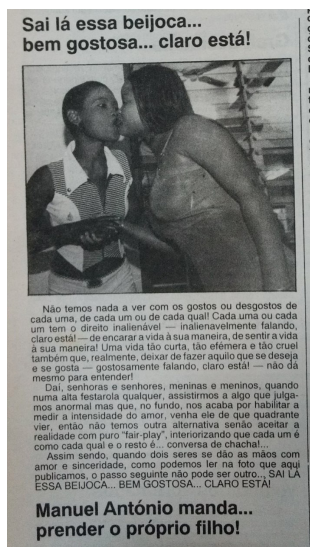 Sai lá essa beijoca...
bem gostosa... claro está!
Não temos nada a ver com os gostos ou desgostos de
cada uma, de cada um ou de cada qual! Cada uma ou cada
um tem o direito inalienável — inalienavelmente falando,
claro está! — de encarar a vida à sua maneira, de sentir a vida
à sua maneira! Uma vida tão curta, tão efémera e tão cruel
também que, realmente, deixar de fazer aquilo que se deseja
e se gosta — gostosamente falando, claro está! — não dá
mesmo para entender!
Daí, senhoras e senhores, meninas e meninos, quando
numa alta festarola qualquer, assistirmos a algo que julga-
mos anormal mas que, no fundo, nos acaba por habilitar a
medir a intensidade do amor, venha ele de que quadrante
vier, então não temos outra alternativa senão aceitar a
realidade com puro "fair-play", interiorizando que cada um é
como cada qual e o resto é... conversa de chacha!...
Assim sendo, quando dois seres se dão as mãos com
amor e sinceridade, como podemos ler na foto que aqui
publicamos, o passo seguinte não pode ser outro... SAI LÁ
ESSA BEIJOCA... BEM GOSTOSA... CLARO ESTÁ!
Manuel António manda...
prender o próprio filho!